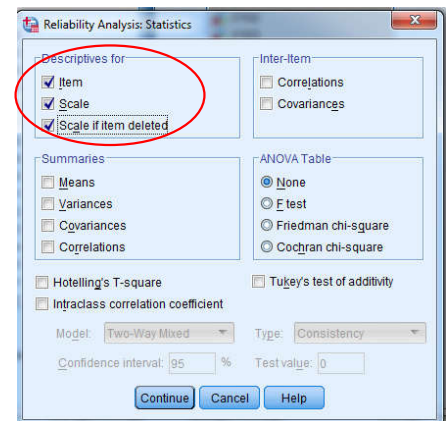 Reliability Analysis: Statistics
Descriptives for
Item
Scale
Scale if item deleted
Inter-Item
Correlations
Covariances
Summaries
Means
Variances
Covariances
Correlations
ANOVA Table
None
F test
Friedman chi-square
Cochran chi-square
Hotelling's T-square
Tukey's test of additivity
Intraclass correlation coefficient
Model: Two-Way Mixed Type: Consistency
Confidence interval: 95 % Test value: 0
Continue Cancel Help